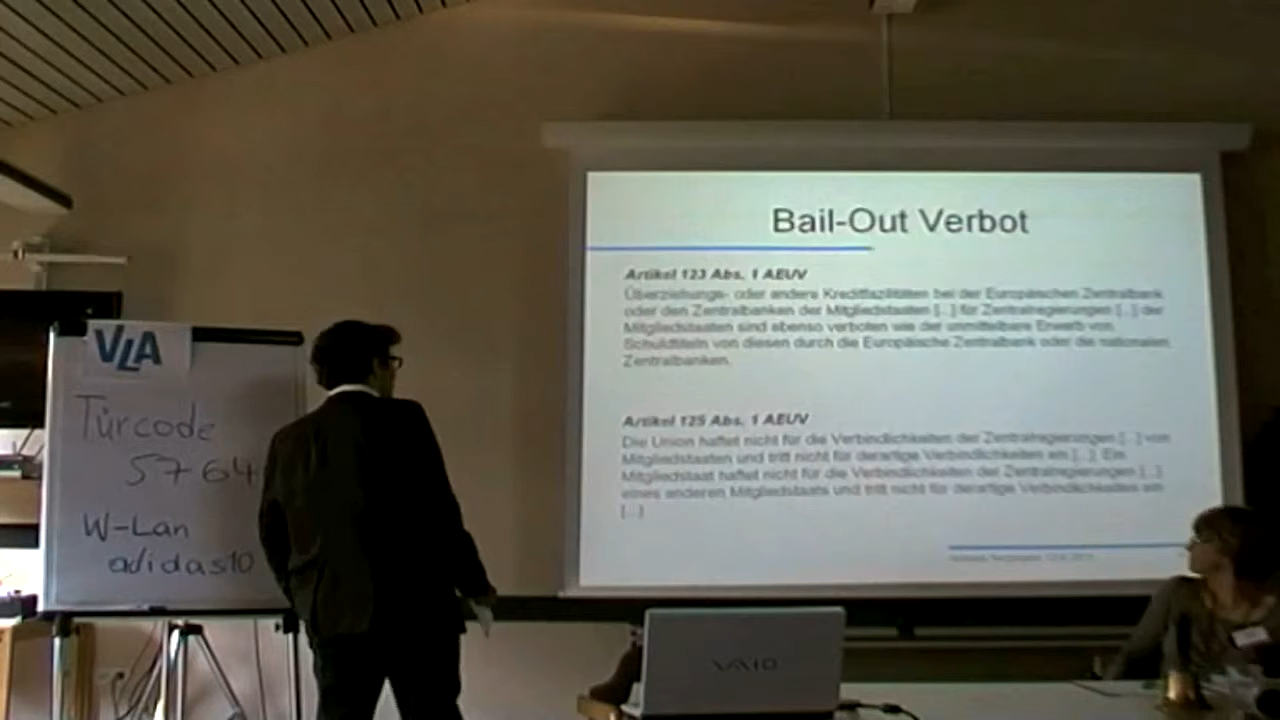 VLA
Türcode
5764
W-Lan
adidas10
Bail-Out Verbot
Artikel 123 Abs. 1 AEUV
Überziehungs- oder andere Kreditfazilitäten bei der Europäischen Zentralbank
oder den Zentralbanken der Mitgliedstaaten [...] für Zentralregierungen [...] der
Mitgliedstaaten sind ebenso verboten wie der unmittelbare Erwerb von
Schuldtiteln von diesen durch die Europäische Zentralbank oder die nationalen
Zentralbanken.
Artikel 125 Abs. 1 AEUV
Die Union haftet nicht für die Verbindlichkeiten der Zentralregierungen [...] von
Mitgliedstaaten und tritt nicht für derartige Verbindlichkeiten ein [...]. Ein
Mitgliedstaat haftet nicht für die Verbindlichkeiten der Zentralregierungen [...]
eines anderen Mitgliedstaats und tritt nicht für derartige Verbindlichkeiten ein
[...]
VAIO